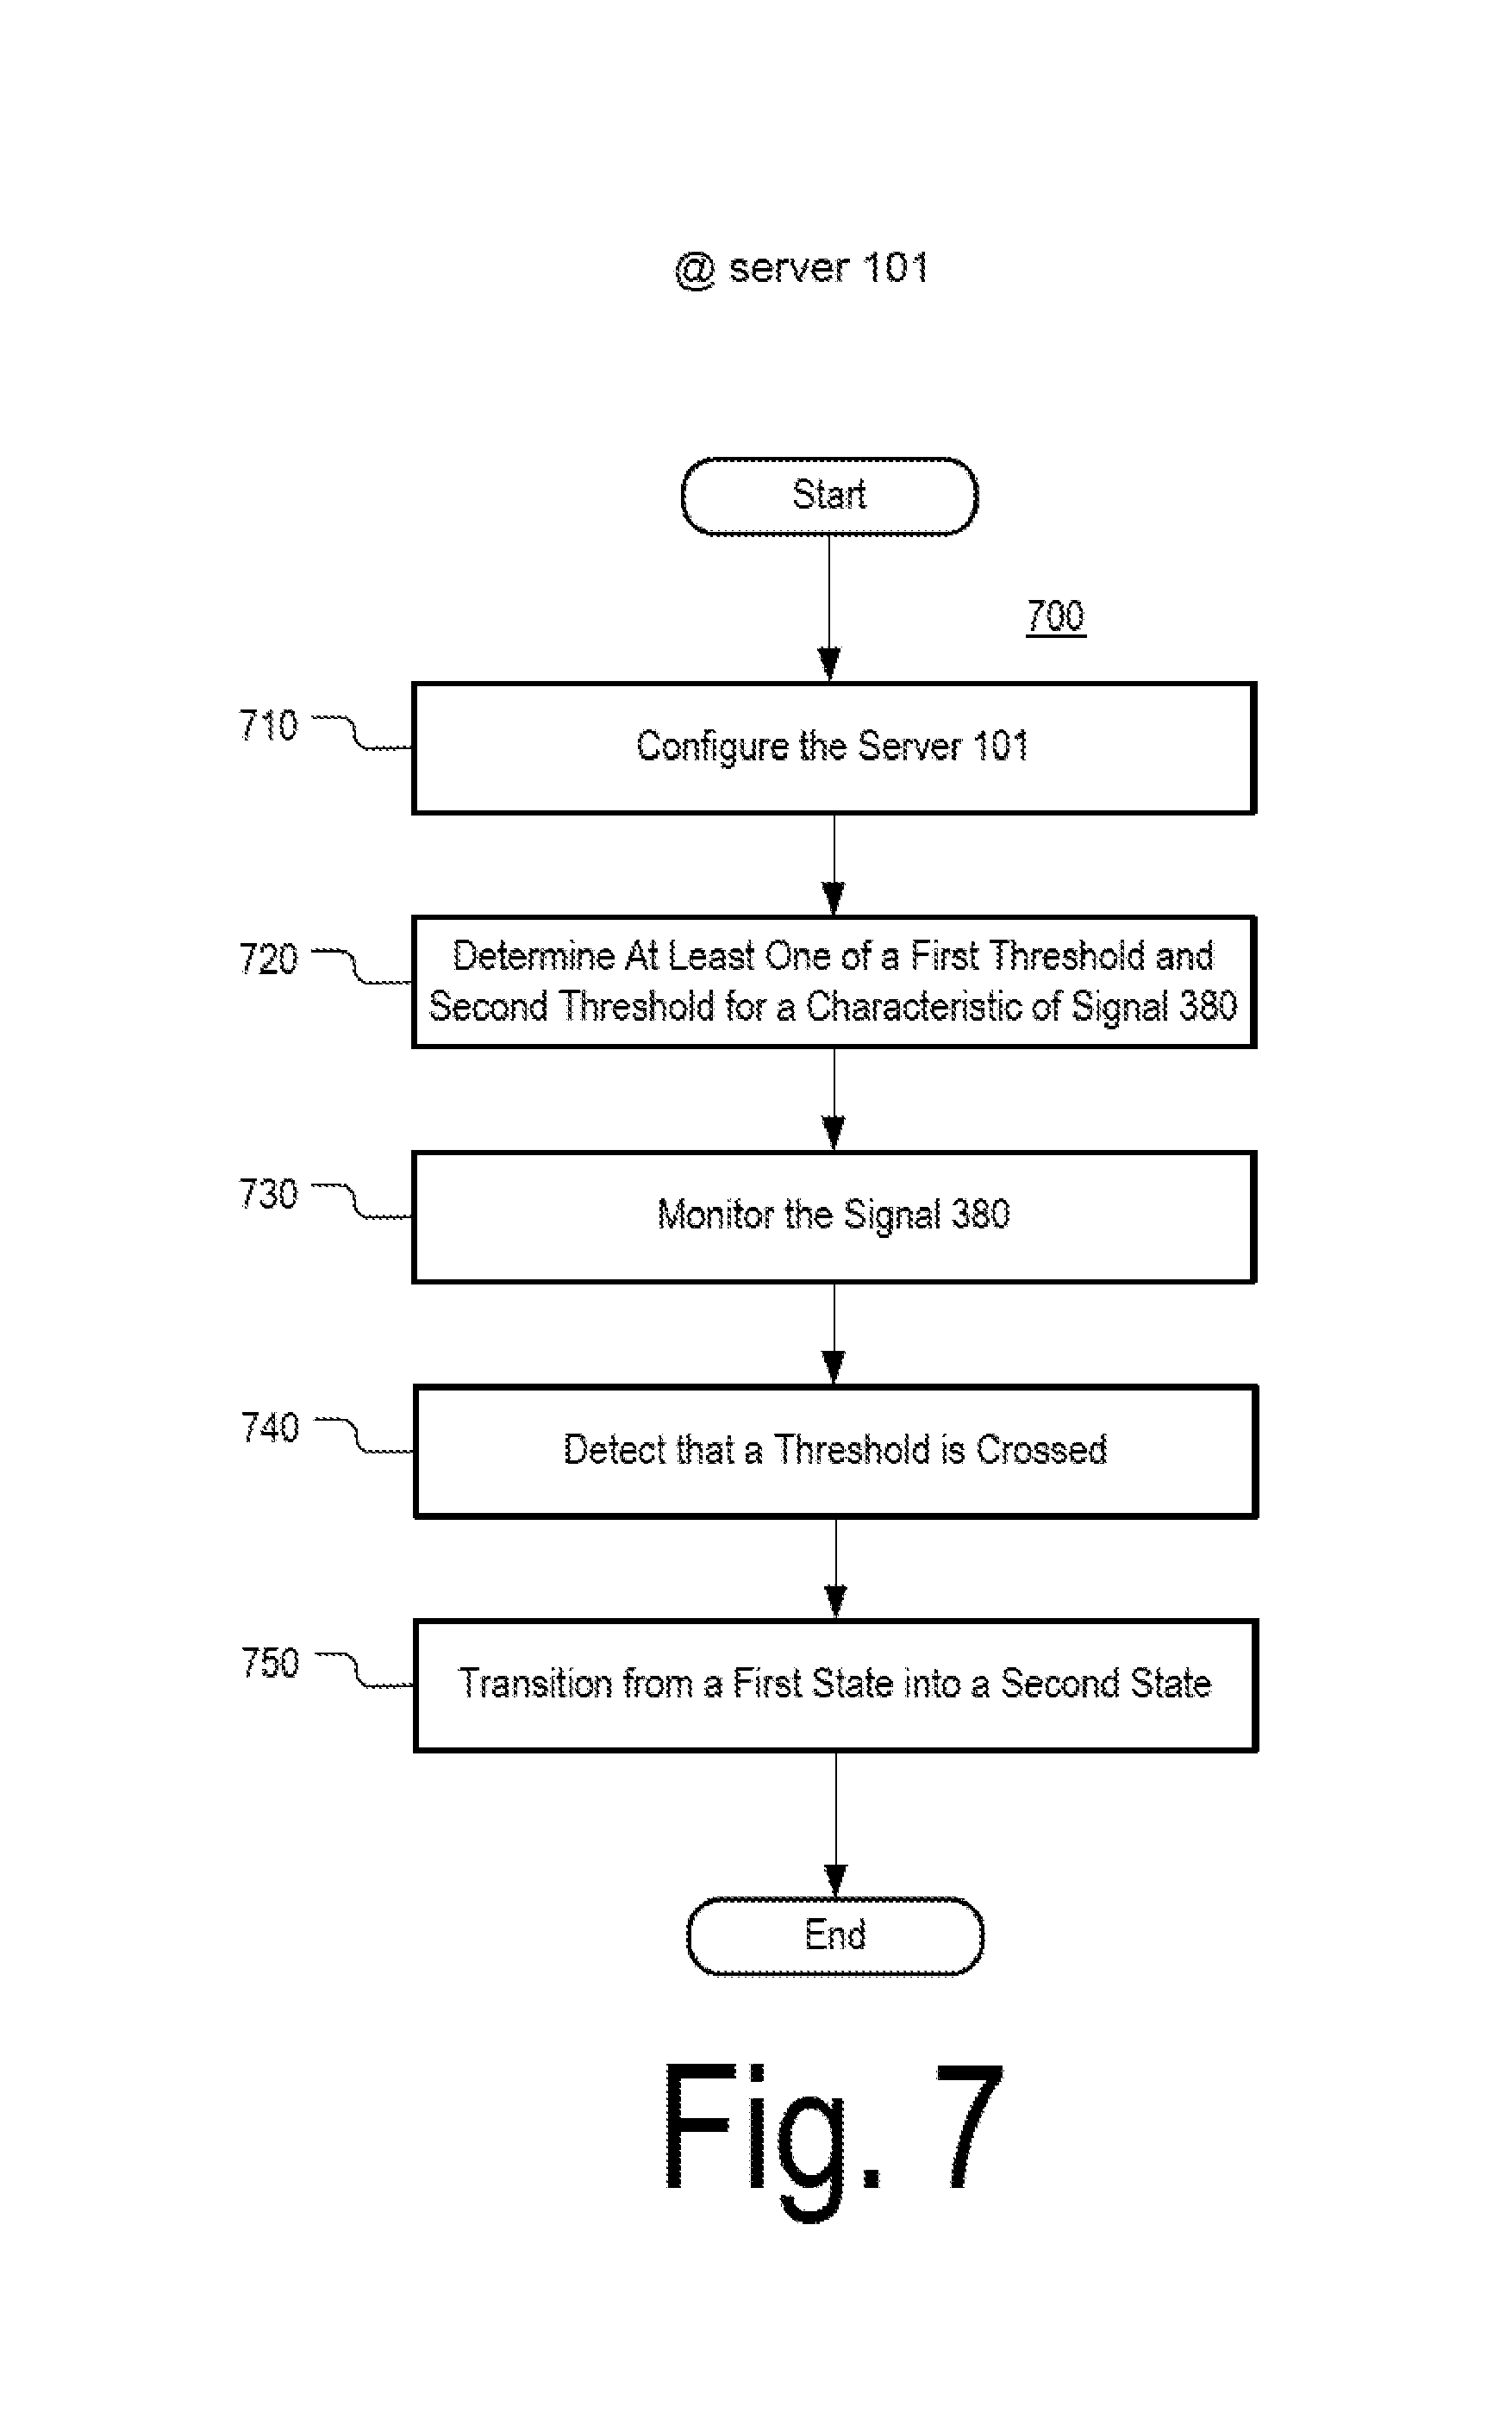 @ server 101
Start
700
710
Configure the Server 101
720
Determine At Least One of a First Threshold and
Second Threshold for a Characteristic of Signal 380
730
Monitor the Signal 380
740
Detect that a Threshold is Crossed
750
Transition from a First State into a Second State
End
Fig. 7